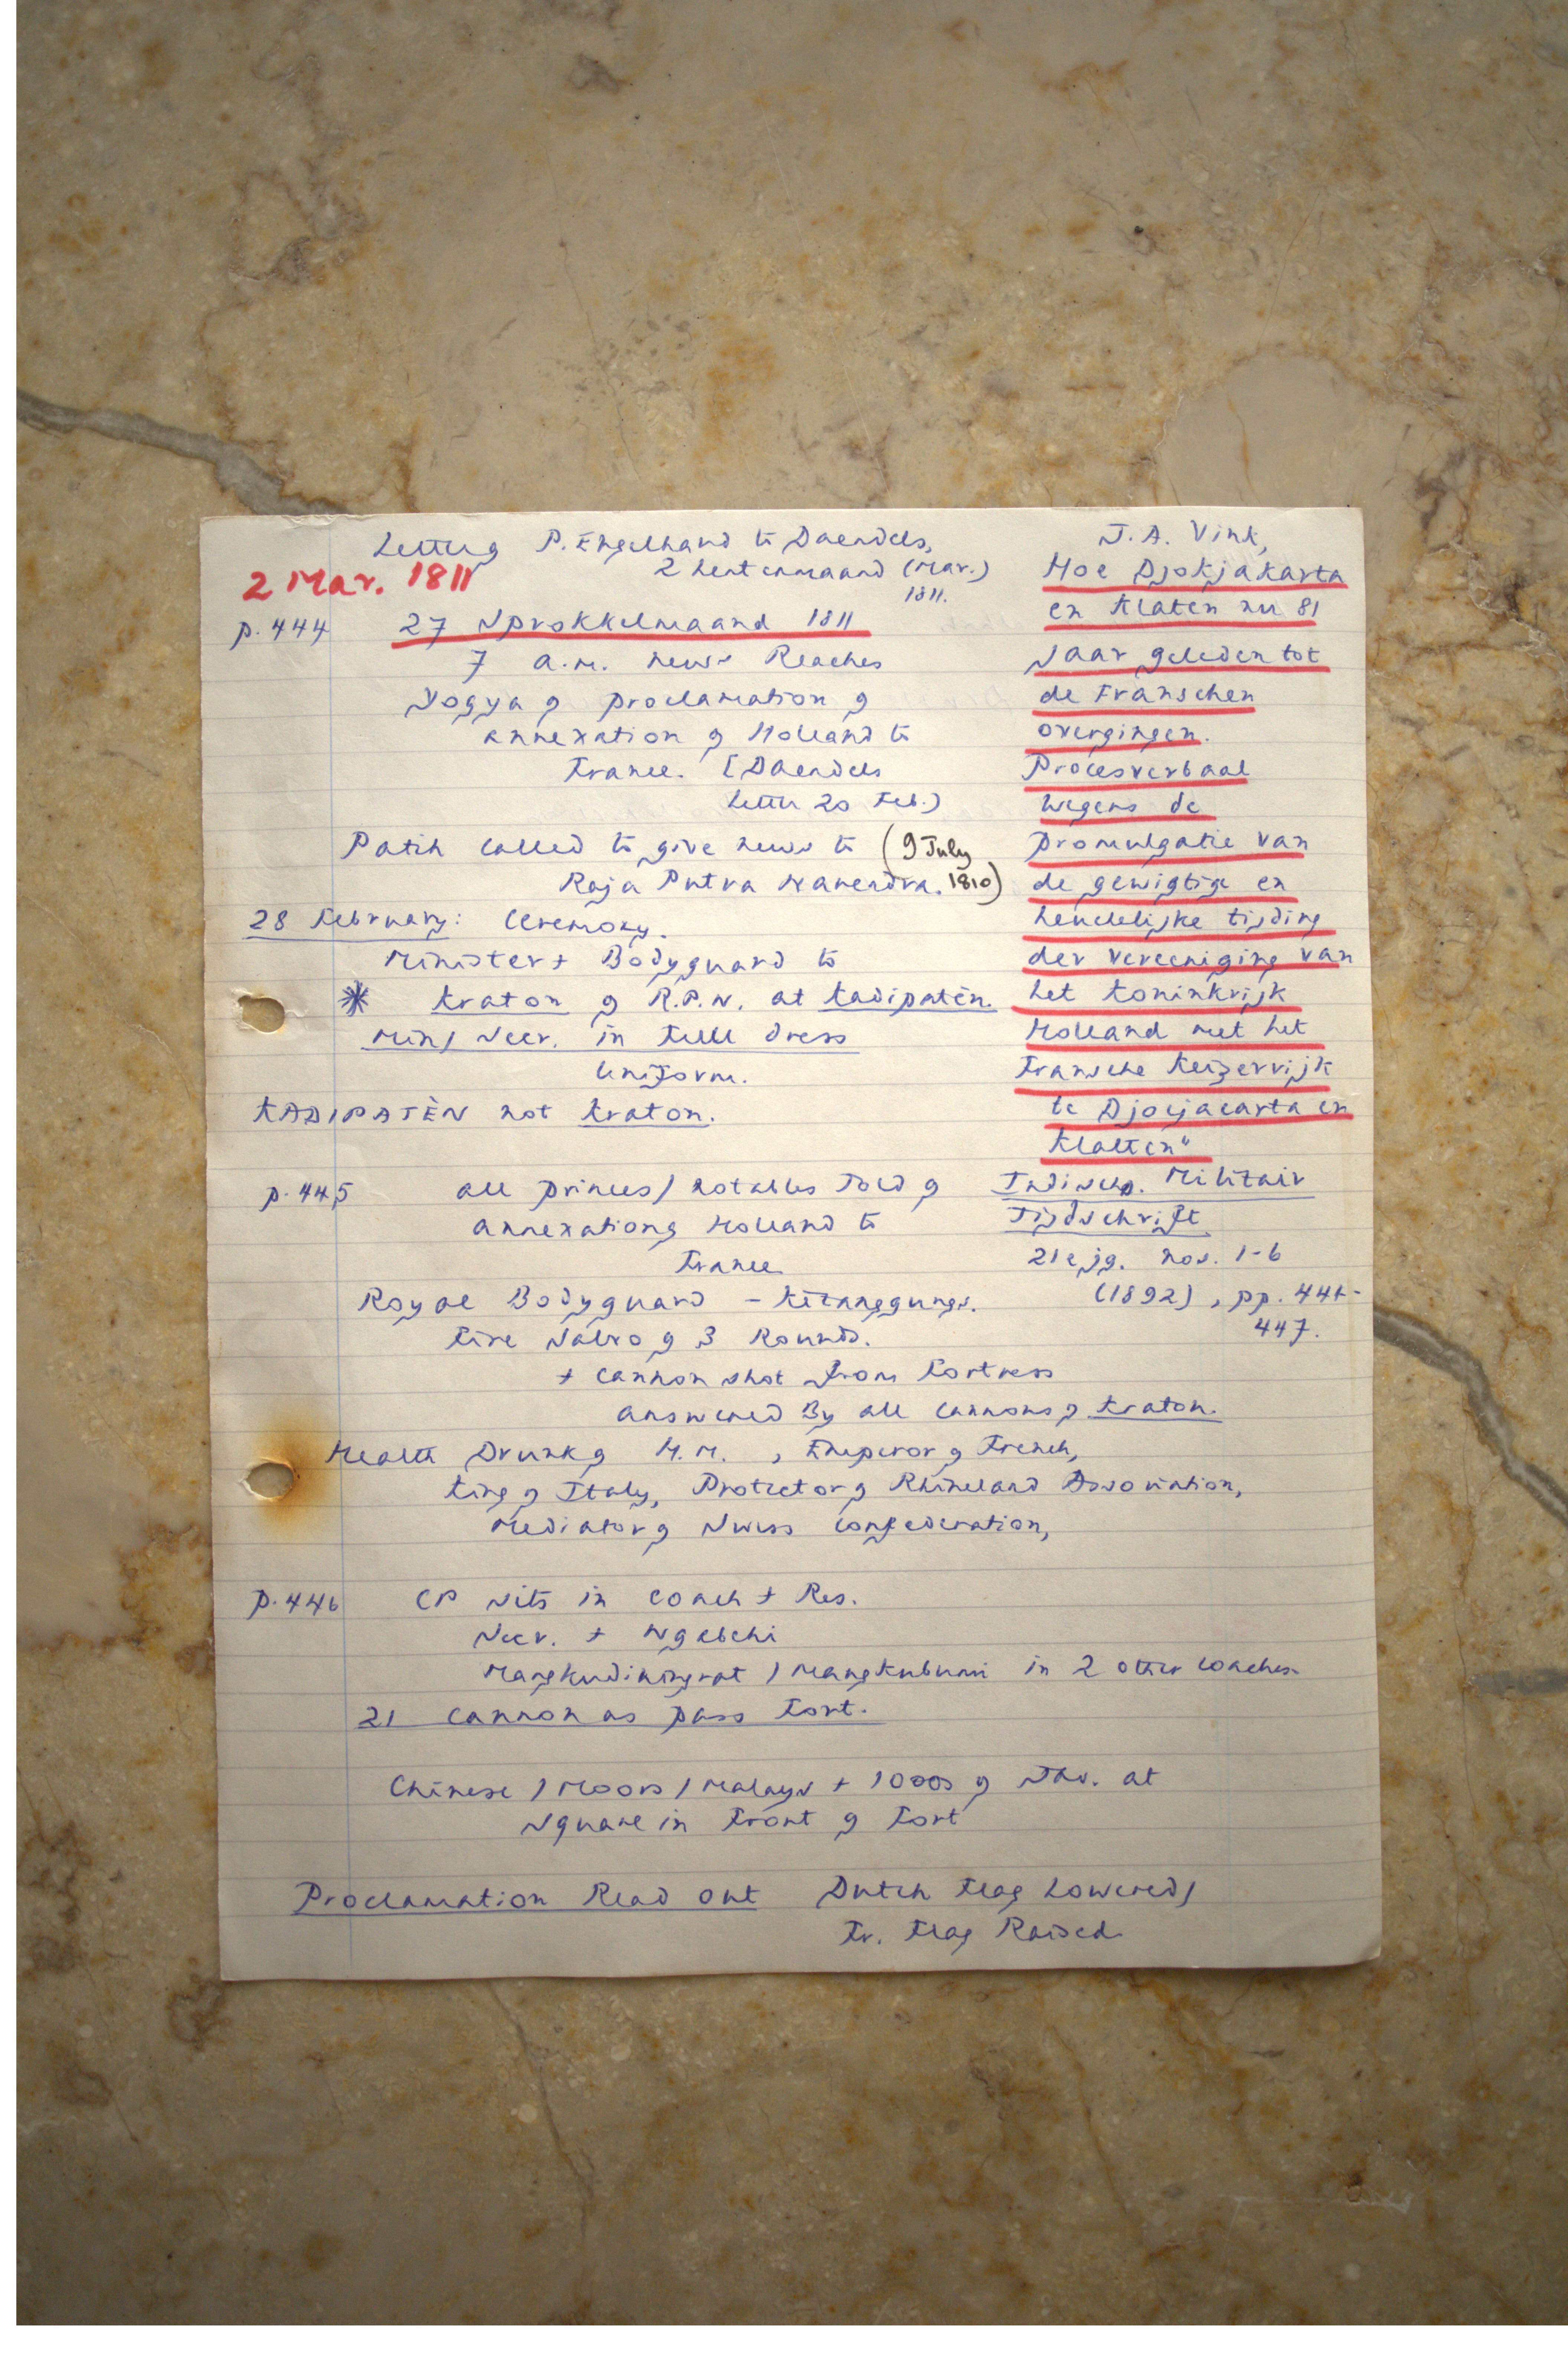 Letter of P. Engelhard to Daendels,
2 Lentemaand (Mar.)
1811.
2 Mar. 1811
p. 444 27 Sprokkelmaand 1811
7 a.m. news Reaches
Yogya of proclamation of
annexation of Holland to
France. (Daendels
Letter 20 Feb.)
Patih called to give news to (9 July
Raja Putra Narendra. 1810)
28 February: Ceremony.
Minister + Bodyguard to
* Kraton of R.P.N. at Kadipatèn.
Min / Secr. in Full Dress
Uniform.
KADIPATÈN not Kraton.
p. 445 all princes / notables Told of
annexation of Holland to
France
Royal Bodyguard - Ketanggungs.
Fire Salvo of 3 Rounds.
+ cannon shot from Fortress
answered By all cannons of Kraton.
Health Drunk of H.M., Emperor of French,
King of Italy, Protector of Rhineland Association,
Mediator of Swiss Confederation,
p. 446 CP sits in coach + Res.
Secr. + Ngabehi
Mangkudiningrat / Mangkubumi in 2 other coaches.
21 cannon as pass Fort.
Chinese / Moors / Malays + 1000s of Jav. at
Square in Front of Fort
Proclamation Read out Dutch Flag Lowered /
Fr. Flag Raised
J.A. Vink,
Hoe Djokjakarta
en Klaten nu 81
Jaar geleden tot
de Franschen
overgingen.
Procesverbaal
wegens de
promulgatie van
de gewigtige en
heuchelijke tijding
der vereeniging van
het Koninkrijk
Holland met het
Fransche Keizerrijk
te Djocjacarta en
Klatten"
Indisch. Militair
Tijdschrift
21e jg. nos. 1-6
(1892), pp. 444-
447.